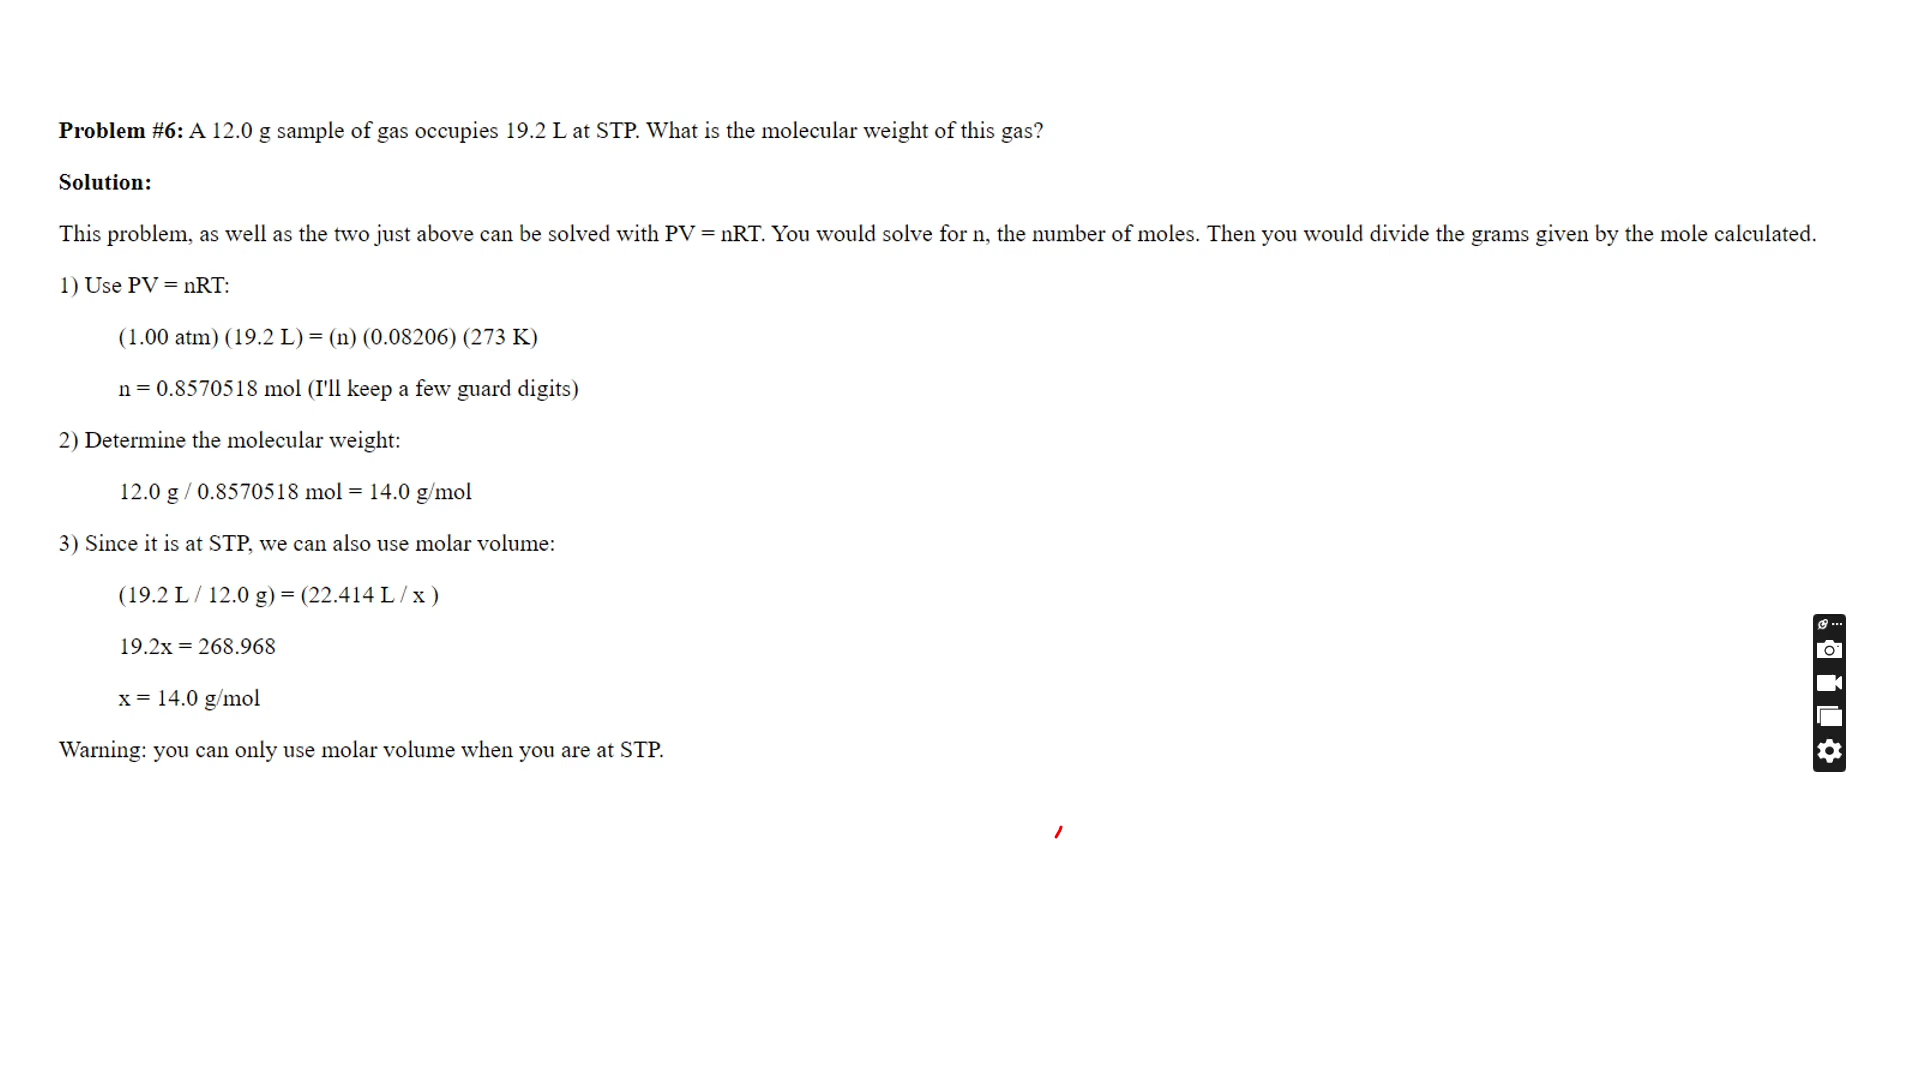 Problem #6: A 12.0 g sample of gas occupies 19.2 L at STP. What is the molecular weight of this gas?
Solution:
This problem, as well as the two just above can be solved with PV = nRT. You would solve for n, the number of moles. Then you would divide the grams given by the mole calculated.
1) Use PV = nRT:
(1.00 atm) (19.2 L) = (n) (0.08206) (273 K)
n = 0.8570518 mol (I'll keep a few guard digits)
2) Determine the molecular weight:
12.0 g / 0.8570518 mol = 14.0 g/mol
3) Since it is at STP, we can also use molar volume:
(19.2 L / 12.0 g) = (22.414 L / x )
19.2x = 268.968
x = 14.0 g/mol
Warning: you can only use molar volume when you are at STP.